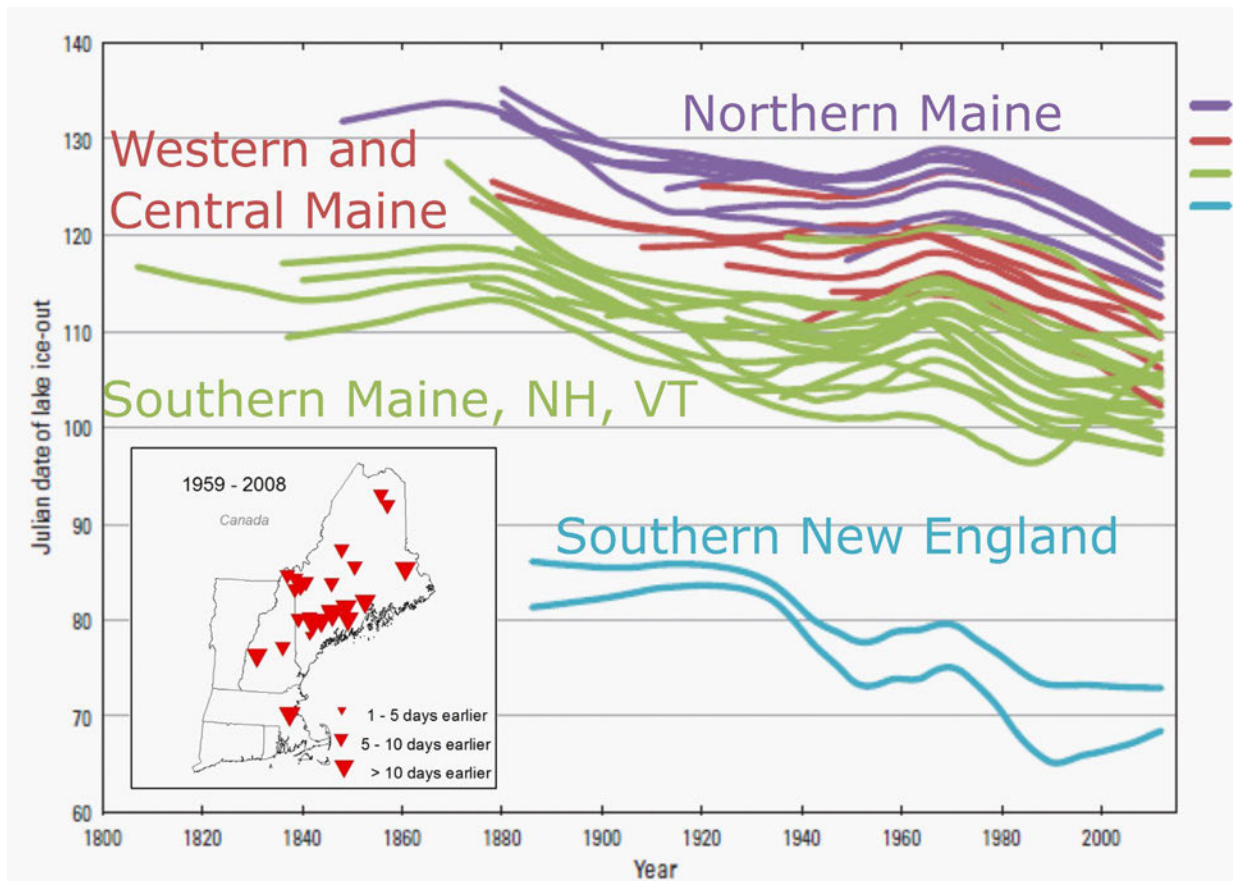 140
130
120
110
100
90
80
70
60
Julian date of lake ice-out
Northern Maine
Western and
Central Maine
Southern Maine, NH, VT
Southern New England
1959 - 2008
Canada
1 - 5 days earlier
5 - 10 days earlier
> 10 days earlier
1800 1820 1840 1860 1880 1900 1920 1940 1960 1980 2000
Year